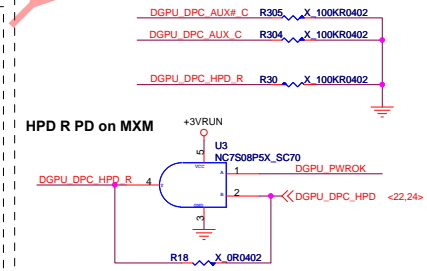 DGPU_DPC_AUX#_C R305 X_100KR0402
DGPU_DPC_AUX_C R304 X_100KR0402
DGPU_DPC_HPD_R R30 X_100KR0402
HPD R PD on MXM
+3VRUN
U3
NC7S08P5X_SC70
5
VCC
DGPU_DPC_HPD_R 4
A 1 DGPU_PWROK
B 2 DGPU_DPC_HPD <22,24>
3
R18 X_0R0402